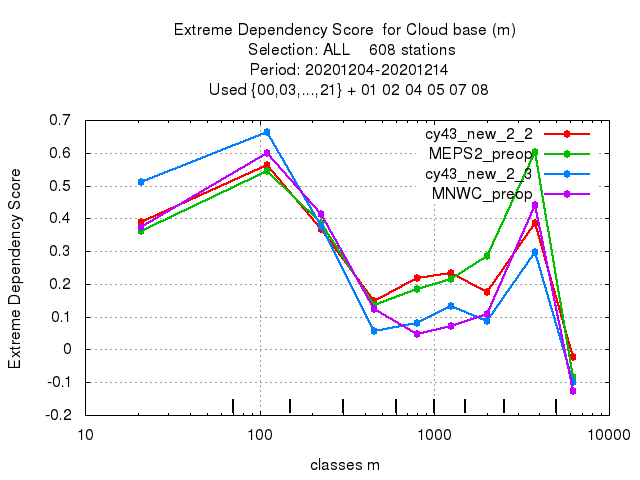 Extreme Dependency Score  for Cloud base (m)
Selection: ALL    608 stations
Period: 20201204-20201214
Used {00,03,...,21} + 01 02 04 05 07 08
cy43_new_2_2
MEPS2_preop
cy43_new_2_3
MNWC_preop
0.7
0.6
0.5
0.4
0.3
0.2
0.1
0
-0.1
-0.2
Extreme Dependency Score
10
100
1000
10000
classes m